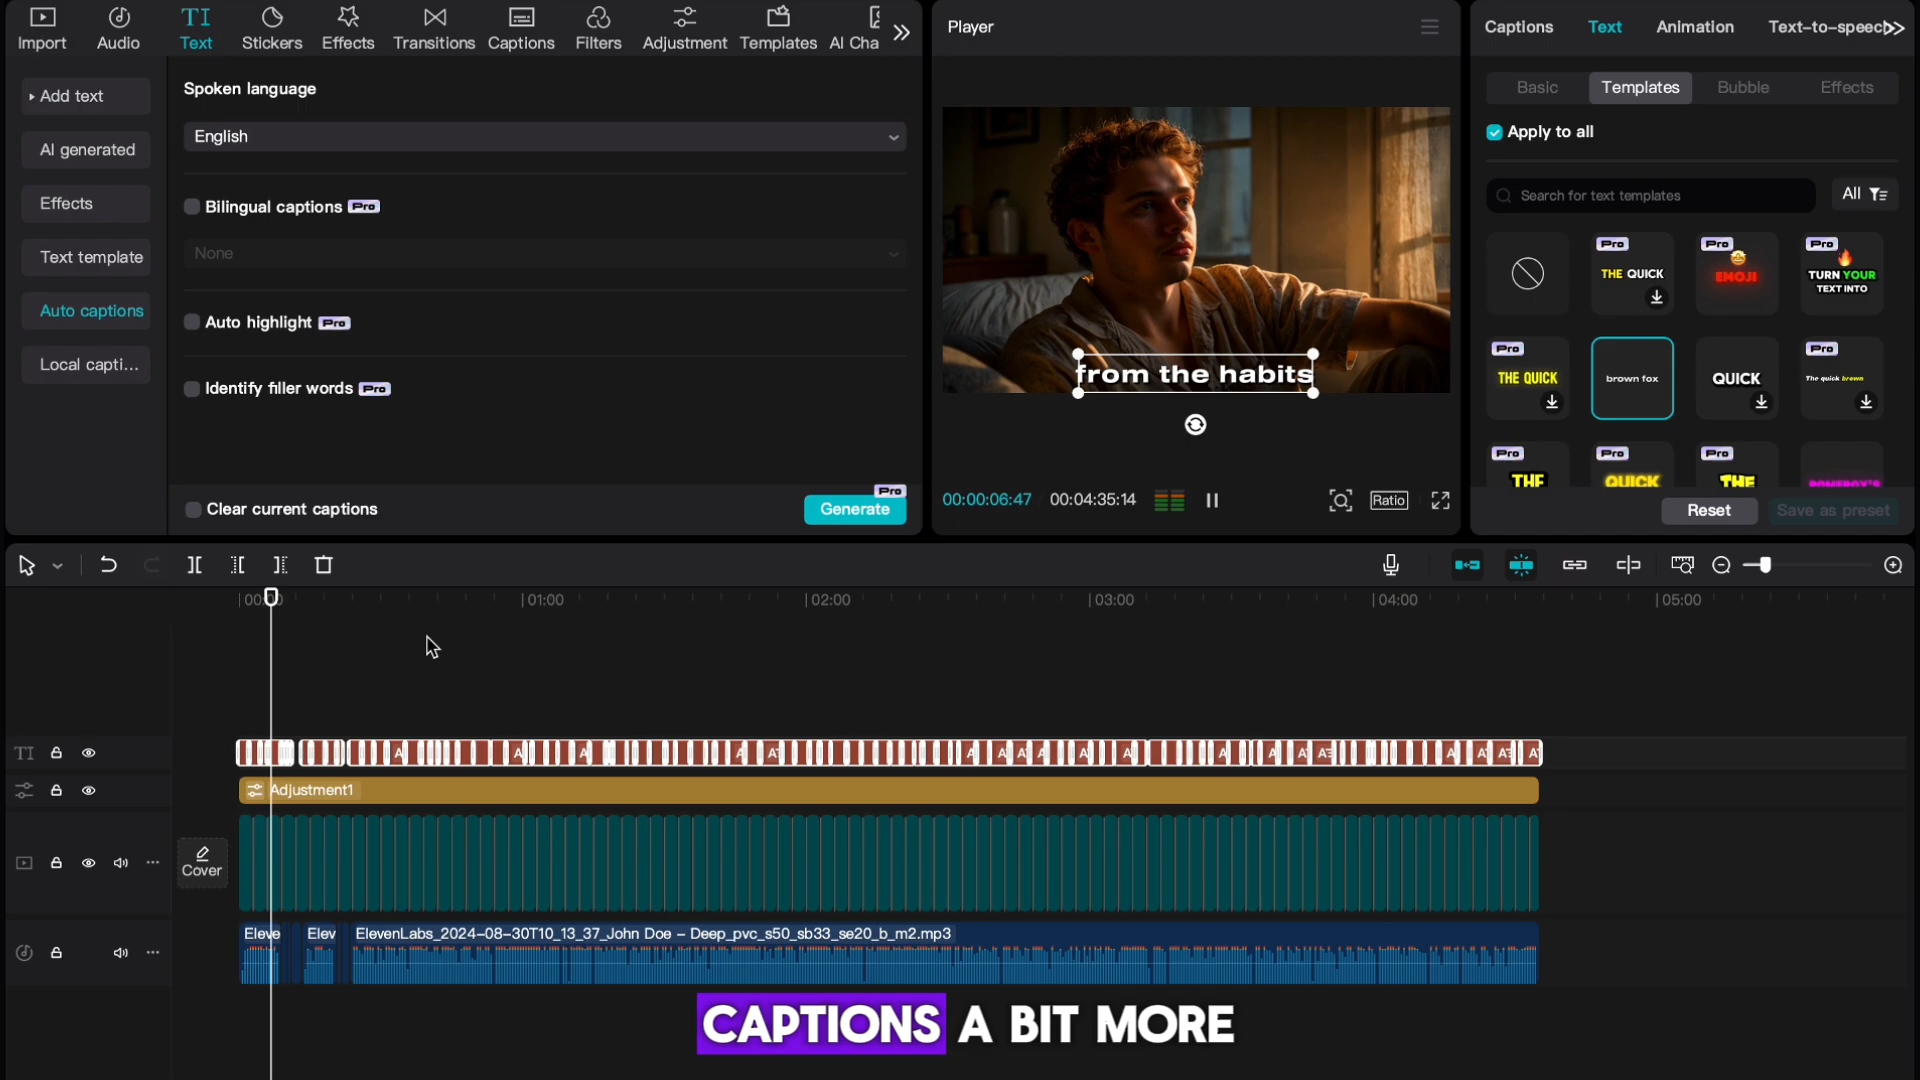 Import
Audio
TI
Text
Stickers
Effects
Transitions
Captions
Filters
Adjustment
Templates
AI Cha
Add text
AI generated
Effects
Text template
Auto captions
Local capti...
Spoken language
English
Bilingual captions Pro
None
Auto highlight Pro
Identify filler words Pro
Clear current captions
Pro
Generate
Player
from the habits
00:00:06:47
00:04:35:14
Ratio
Captions
Text
Animation
Text-to-speec
Basic
Templates
Bubble
Effects
Apply to all
Search for text templates
All
Pro
THE QUICK
Pro
EMOJI
Pro
TURN YOUR
TEXT INTO
Pro
THE QUICK
brown fox
QUICK
Pro
The quick brown
Pro
THE
Pro
QUICK
Pro
THE
Reset
Save as preset
01:00
02:00
03:00
04:00
05:00
TI
Adjustment1
Cover
Eleve
Elev
ElevenLabs_2024-08-30T10_13_37_John Doe - Deep_pvc_s50_sb33_se20_b_m2.mp3
CAPTIONS A BIT MORE